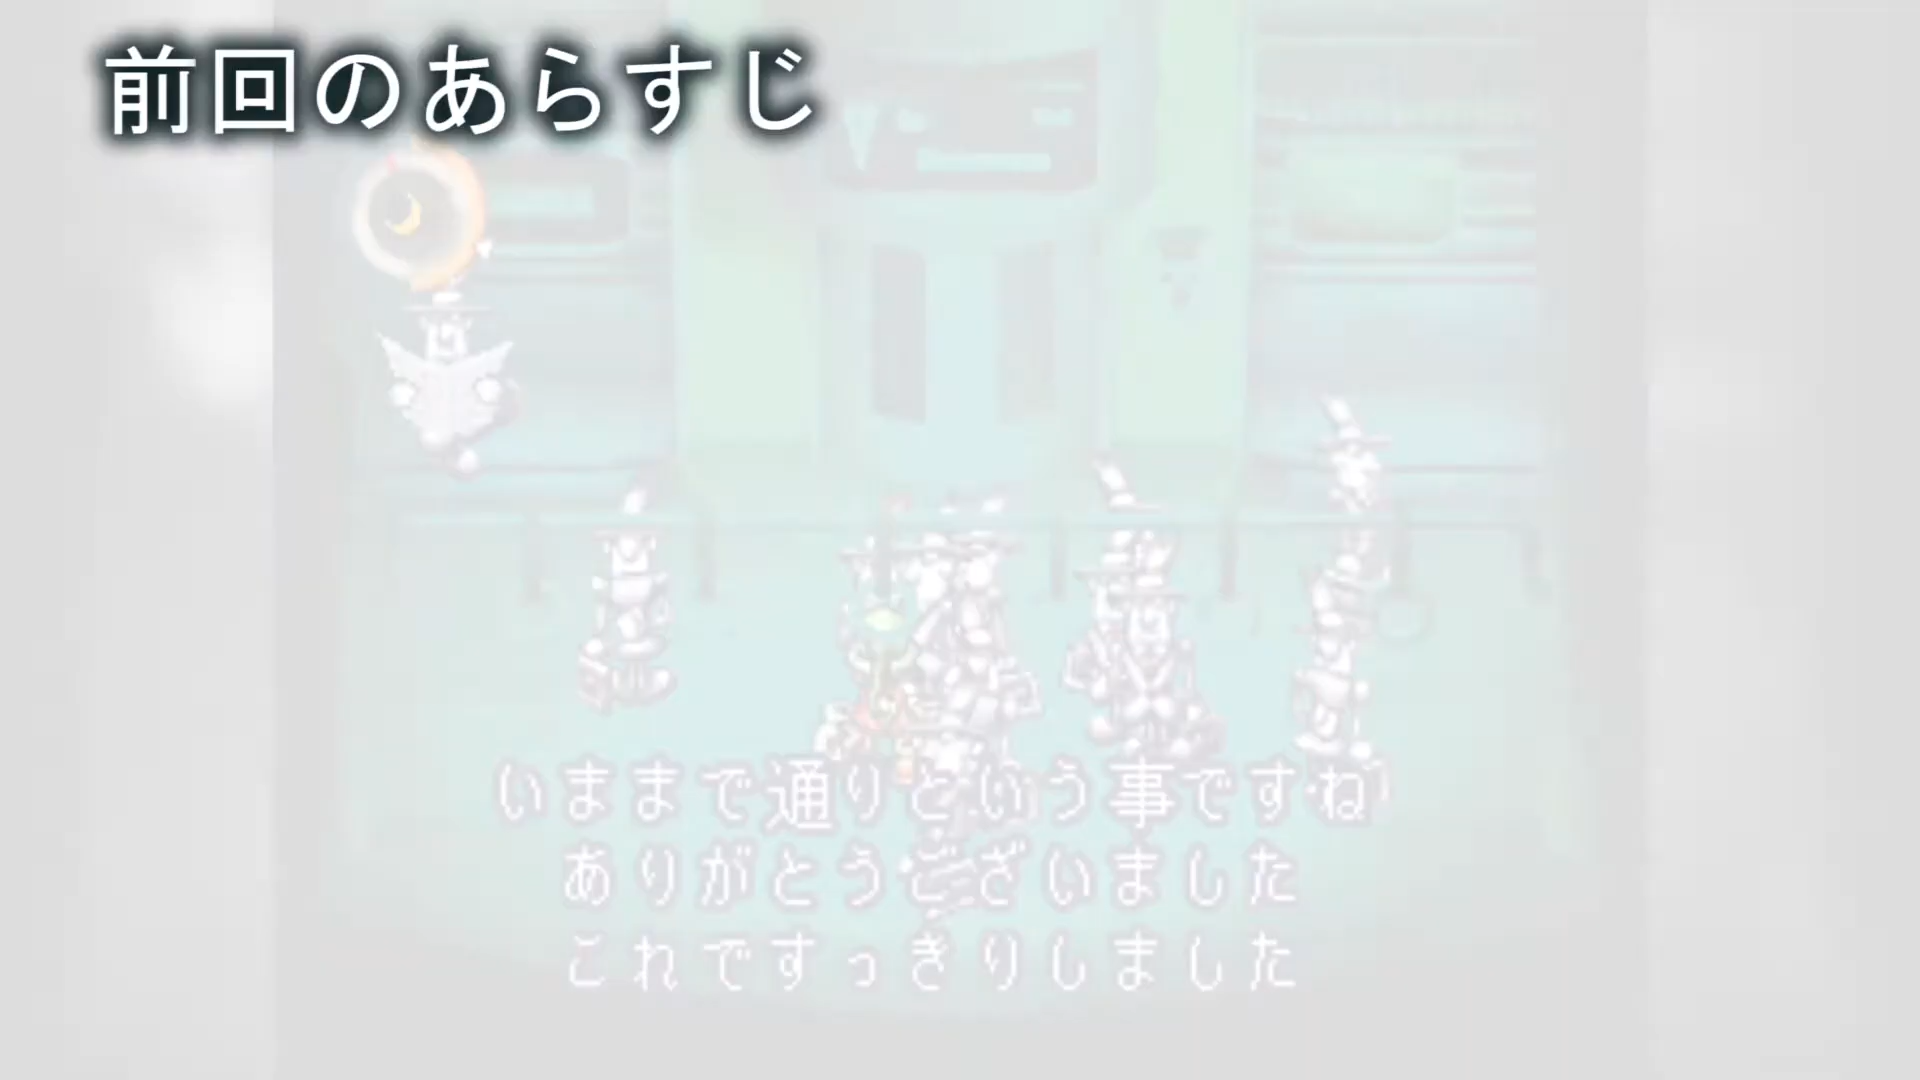 前回のあらすじ
いままで通りという事ですね
ありがとうございました
これですっきりしました